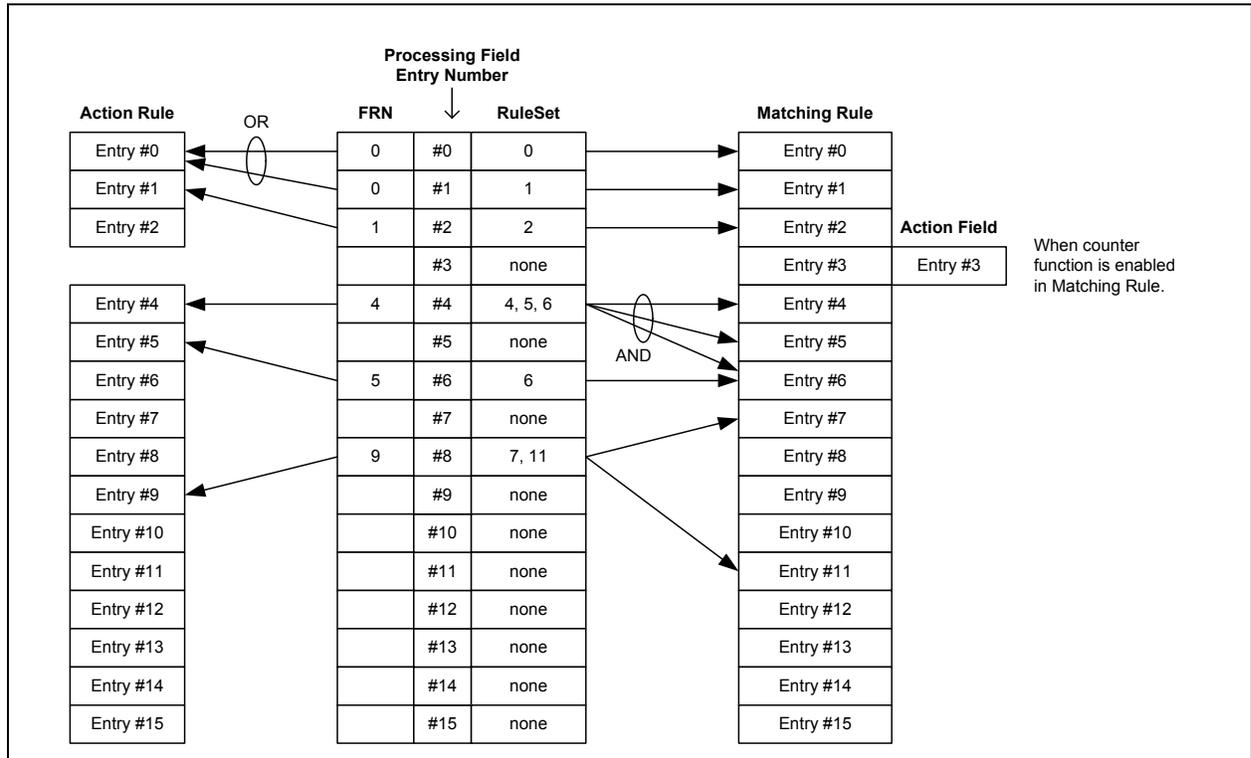 Processing Field
Entry Number
Action Rule OR FRN RuleSet Matching Rule
Entry #0 0 #0 0 Entry #0
Entry #1 0 #1 1 Entry #1
Entry #2 1 #2 2 Entry #2 Action Field
#3 none Entry #3 Entry #3
When counter
function is enabled
in Matching Rule.
Entry #4 4 #4 4, 5, 6 Entry #4
Entry #5 #5 none AND Entry #5
Entry #6 5 #6 6 Entry #6
Entry #7 #7 none Entry #7
Entry #8 9 #8 7, 11 Entry #8
Entry #9 #9 none Entry #9
Entry #10 #10 none Entry #10
Entry #11 #11 none Entry #11
Entry #12 #12 none Entry #12
Entry #13 #13 none Entry #13
Entry #14 #14 none Entry #14
Entry #15 #15 none Entry #15